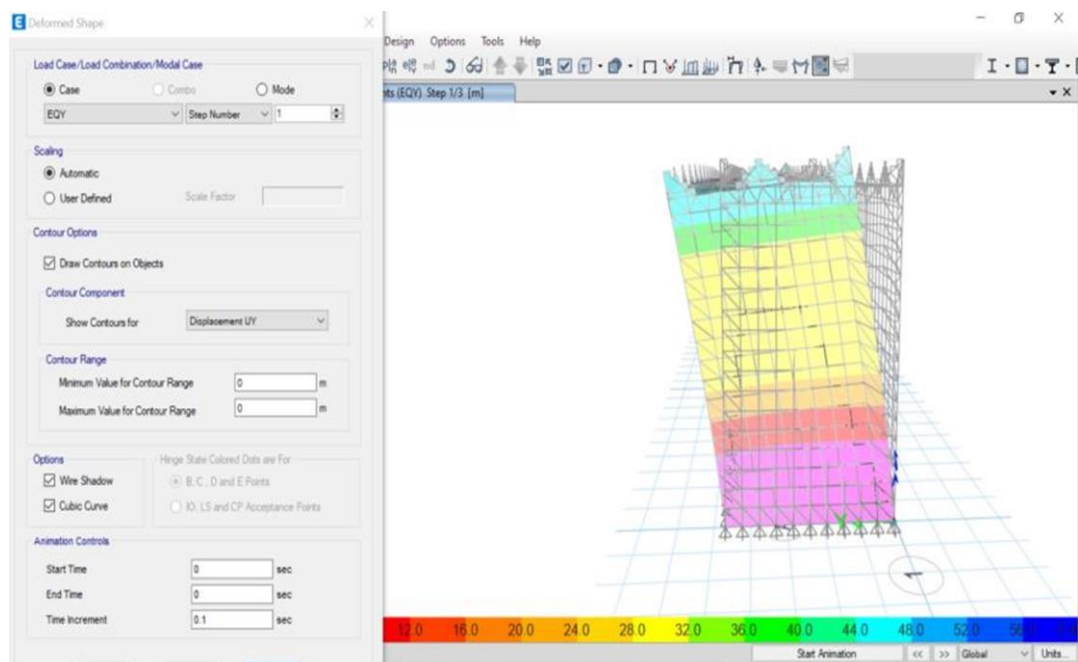 Deformed Shape
Load Case/Load Combination/Modal Case
Case Combo Mode
EQY Step Number 1
Scaling
Automatic
User Defined Scale Factor
Contour Options
Draw Contours on Objects
Contour Component
Show Contours for Displacement UY
Contour Range
Minimum Value for Contour Range 0 m
Maximum Value for Contour Range 0 m
Options
Wire Shadow
Cubic Curve
Hinge State Colored Dots are For
B, C, D and E Points
IO, LS and CP Acceptance Points
Animation Controls
Start Time 0 sec
End Time 0 sec
Time Increment 0.1 sec
Design Options Tools Help
nd
nts (EQY) Step 1/3 [m]
1
12.0 16.0 20.0 24.0 28.0 32.0 36.0 40.0 44.0 48.0 52.0
Start Animation << >> Global Units...